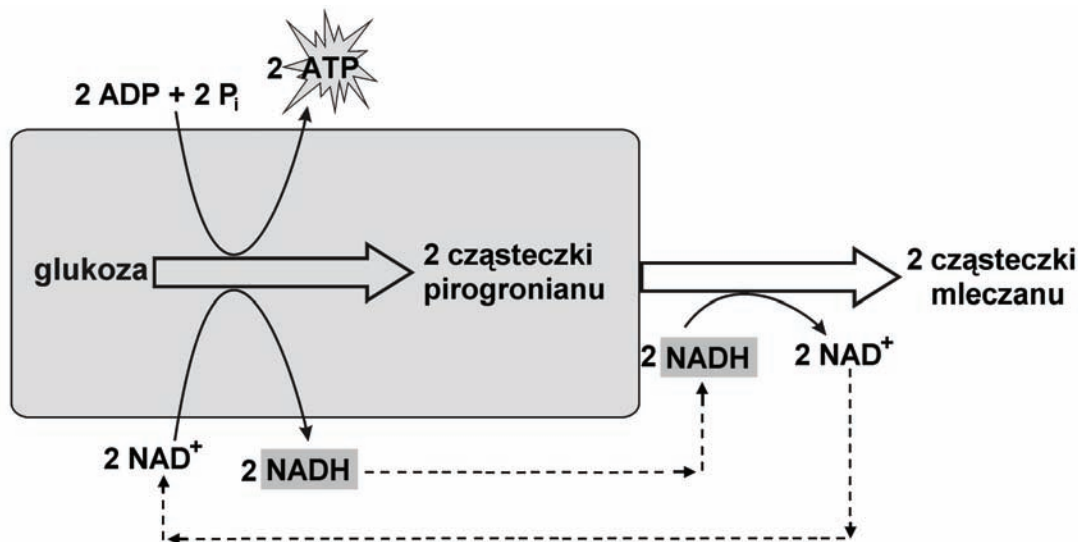 2 ATP
2 ADP + 2 Pi
glukoza
2 cząsteczki
pirogronianu
2 cząsteczki
mleczanu
2 NADH
2 NAD+
2 NAD+
2 NADH